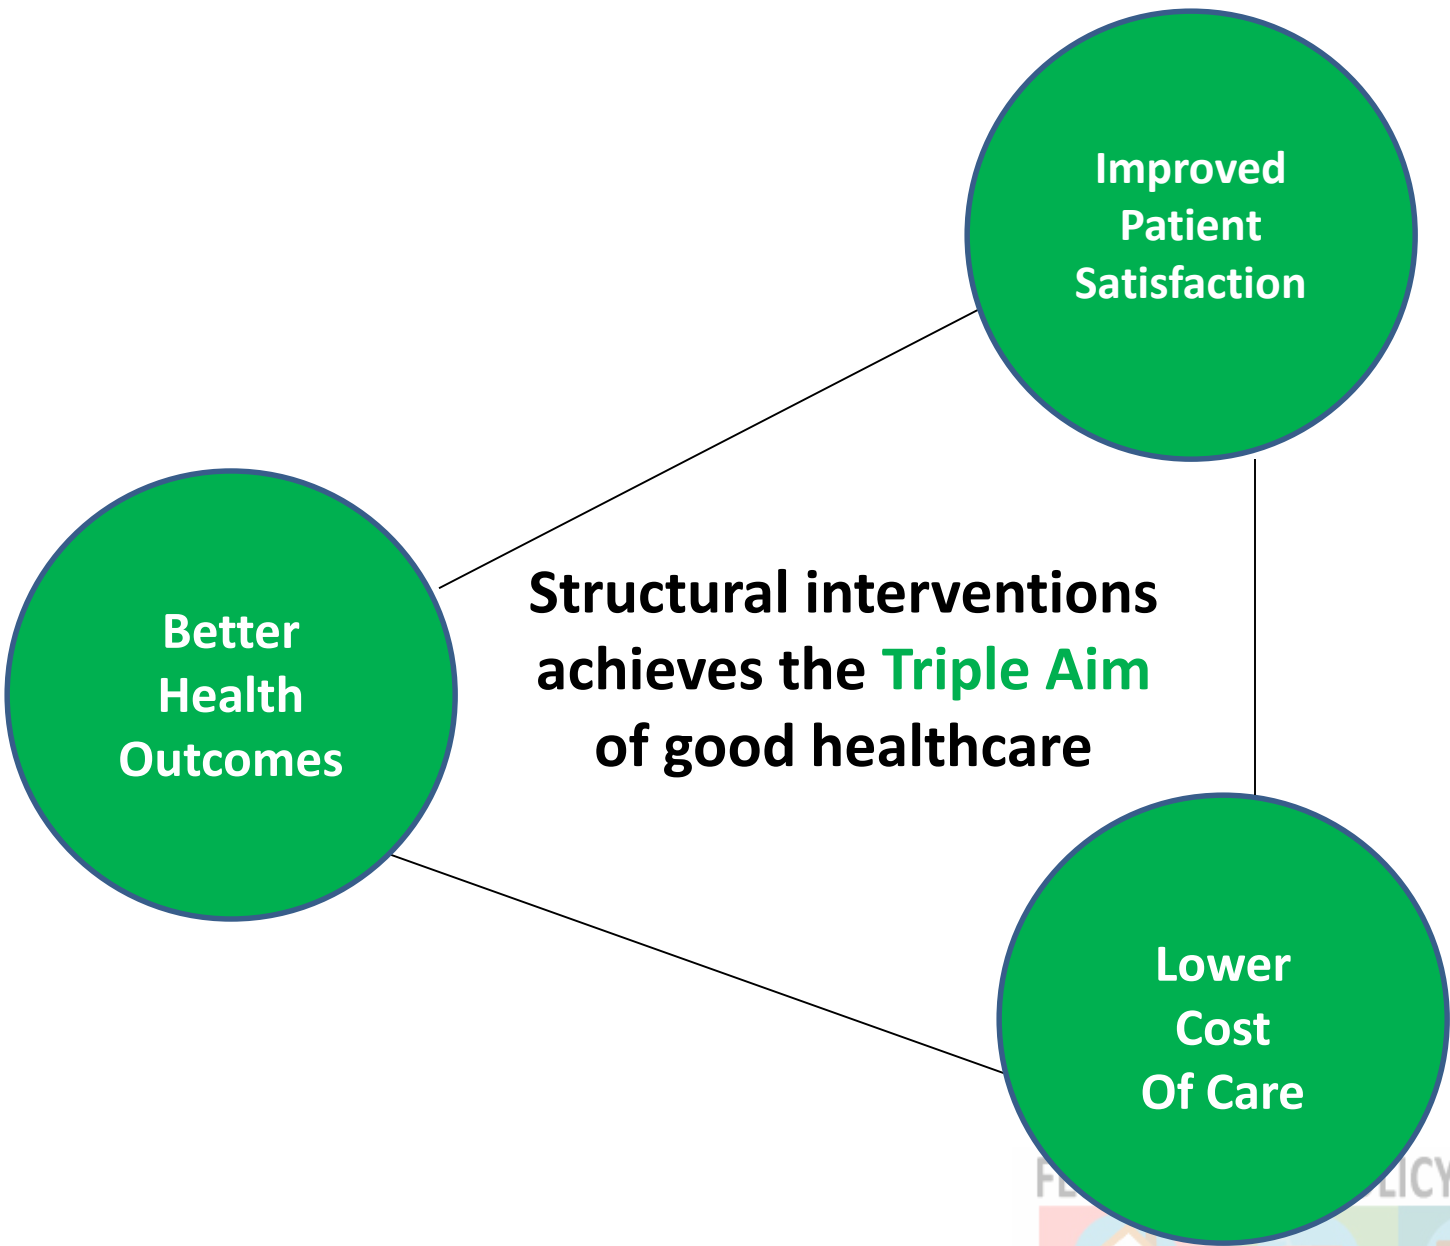 Improved
Patient
Satisfaction
Better
Health
Outcomes
Structural interventions
achieves the Triple Aim
of good healthcare
Lower
Cost
Of Care